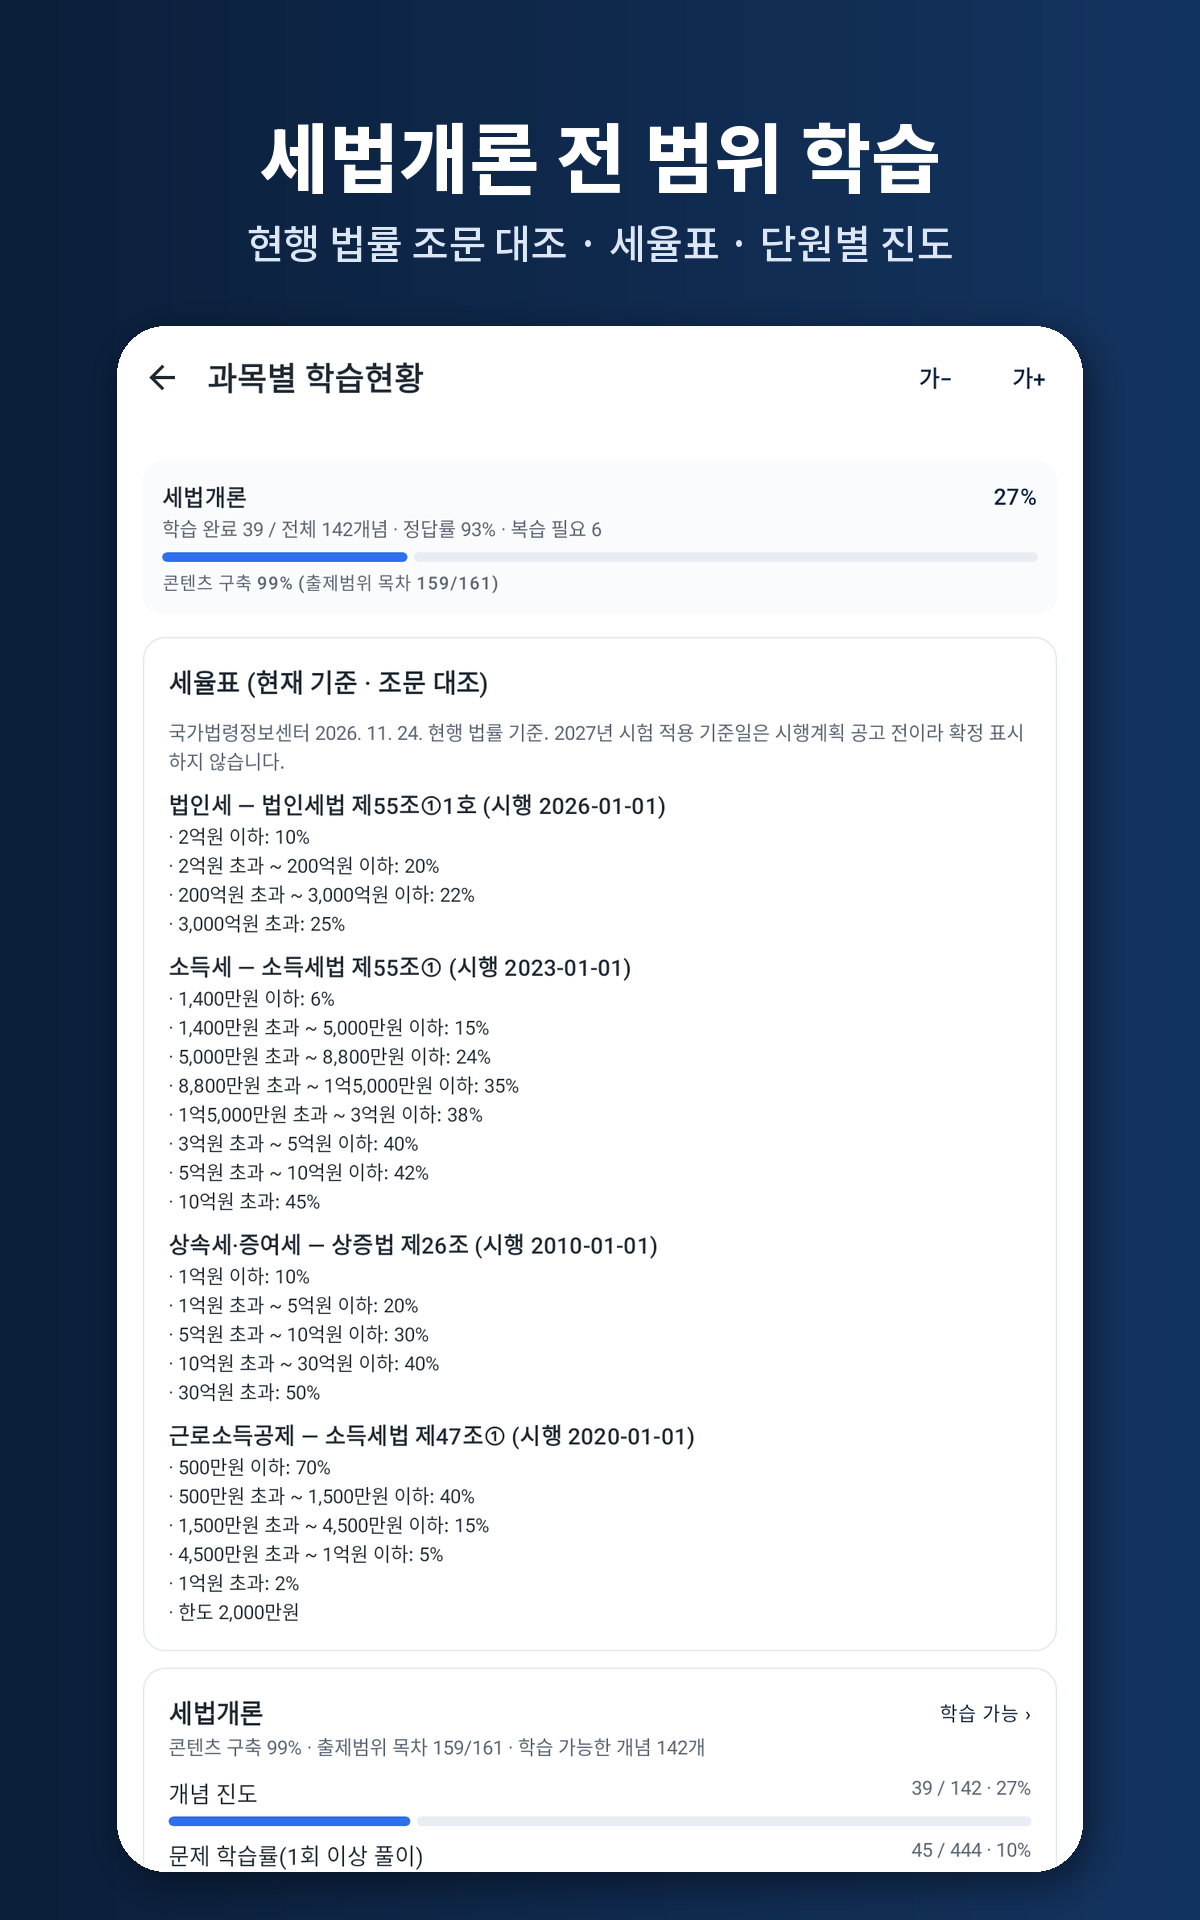 세법개론 전 범위 학습
현행 법률 조문 대조 · 세율표 · 단원별 진도
과목별 학습현황
가-
가+
세법개론
27%
학습 완료 39 / 전체 142개념 · 정답률 93% · 복습 필요 6
콘텐츠 구축 99% (출제범위 목차 159/161)
세율표 (현재 기준 · 조문 대조)
국가법령정보센터 2026. 11. 24. 현행 법률 기준. 2027년 시험 적용 기준일은 시행계획 공고 전이라 확정 표시
하지 않습니다.
법인세 — 법인세법 제55조①1호 (시행 2026-01-01)
· 2억원 이하: 10%
· 2억원 초과 ~ 200억원 이하: 20%
· 200억원 초과 ~ 3,000억원 이하: 22%
· 3,000억원 초과: 25%
소득세 — 소득세법 제55조① (시행 2023-01-01)
· 1,400만원 이하: 6%
· 1,400만원 초과 ~ 5,000만원 이하: 15%
· 5,000만원 초과 ~ 8,800만원 이하: 24%
· 8,800만원 초과 ~ 1억5,000만원 이하: 35%
· 1억5,000만원 초과 ~ 3억원 이하: 38%
· 3억원 초과 ~ 5억원 이하: 40%
· 5억원 초과 ~ 10억원 이하: 42%
· 10억원 초과: 45%
상속세·증여세 — 상증법 제26조 (시행 2010-01-01)
· 1억원 이하: 10%
· 1억원 초과 ~ 5억원 이하: 20%
· 5억원 초과 ~ 10억원 이하: 30%
· 10억원 초과 ~ 30억원 이하: 40%
· 30억원 초과: 50%
근로소득공제 — 소득세법 제47조① (시행 2020-01-01)
· 500만원 이하: 70%
· 500만원 초과 ~ 1,500만원 이하: 40%
· 1,500만원 초과 ~ 4,500만원 이하: 15%
· 4,500만원 초과 ~ 1억원 이하: 5%
· 1억원 초과: 2%
· 한도 2,000만원
세법개론
학습 가능 ›
콘텐츠 구축 99% · 출제범위 목차 159/161 · 학습 가능한 개념 142개
개념 진도
39 / 142 · 27%
문제 학습률(1회 이상 풀이)
45 / 444 · 10%